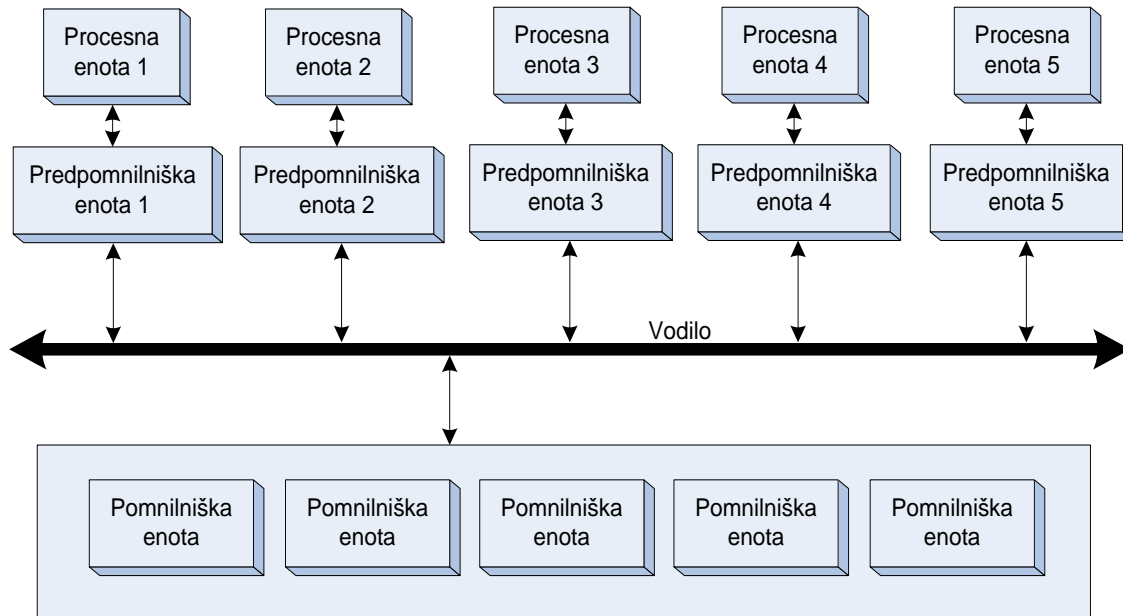 Procesna
enota 1
Procesna
enota 2
Procesna
enota 3
Procesna
enota 4
Procesna
enota 5
Predpomnilniška
enota 1
Predpomnilniška
enota 2
Predpomnilniška
enota 3
Predpomnilniška
enota 4
Predpomnilniška
enota 5
Vodilo
Pomnilniška
enota
Pomnilniška
enota
Pomnilniška
enota
Pomnilniška
enota
Pomnilniška
enota